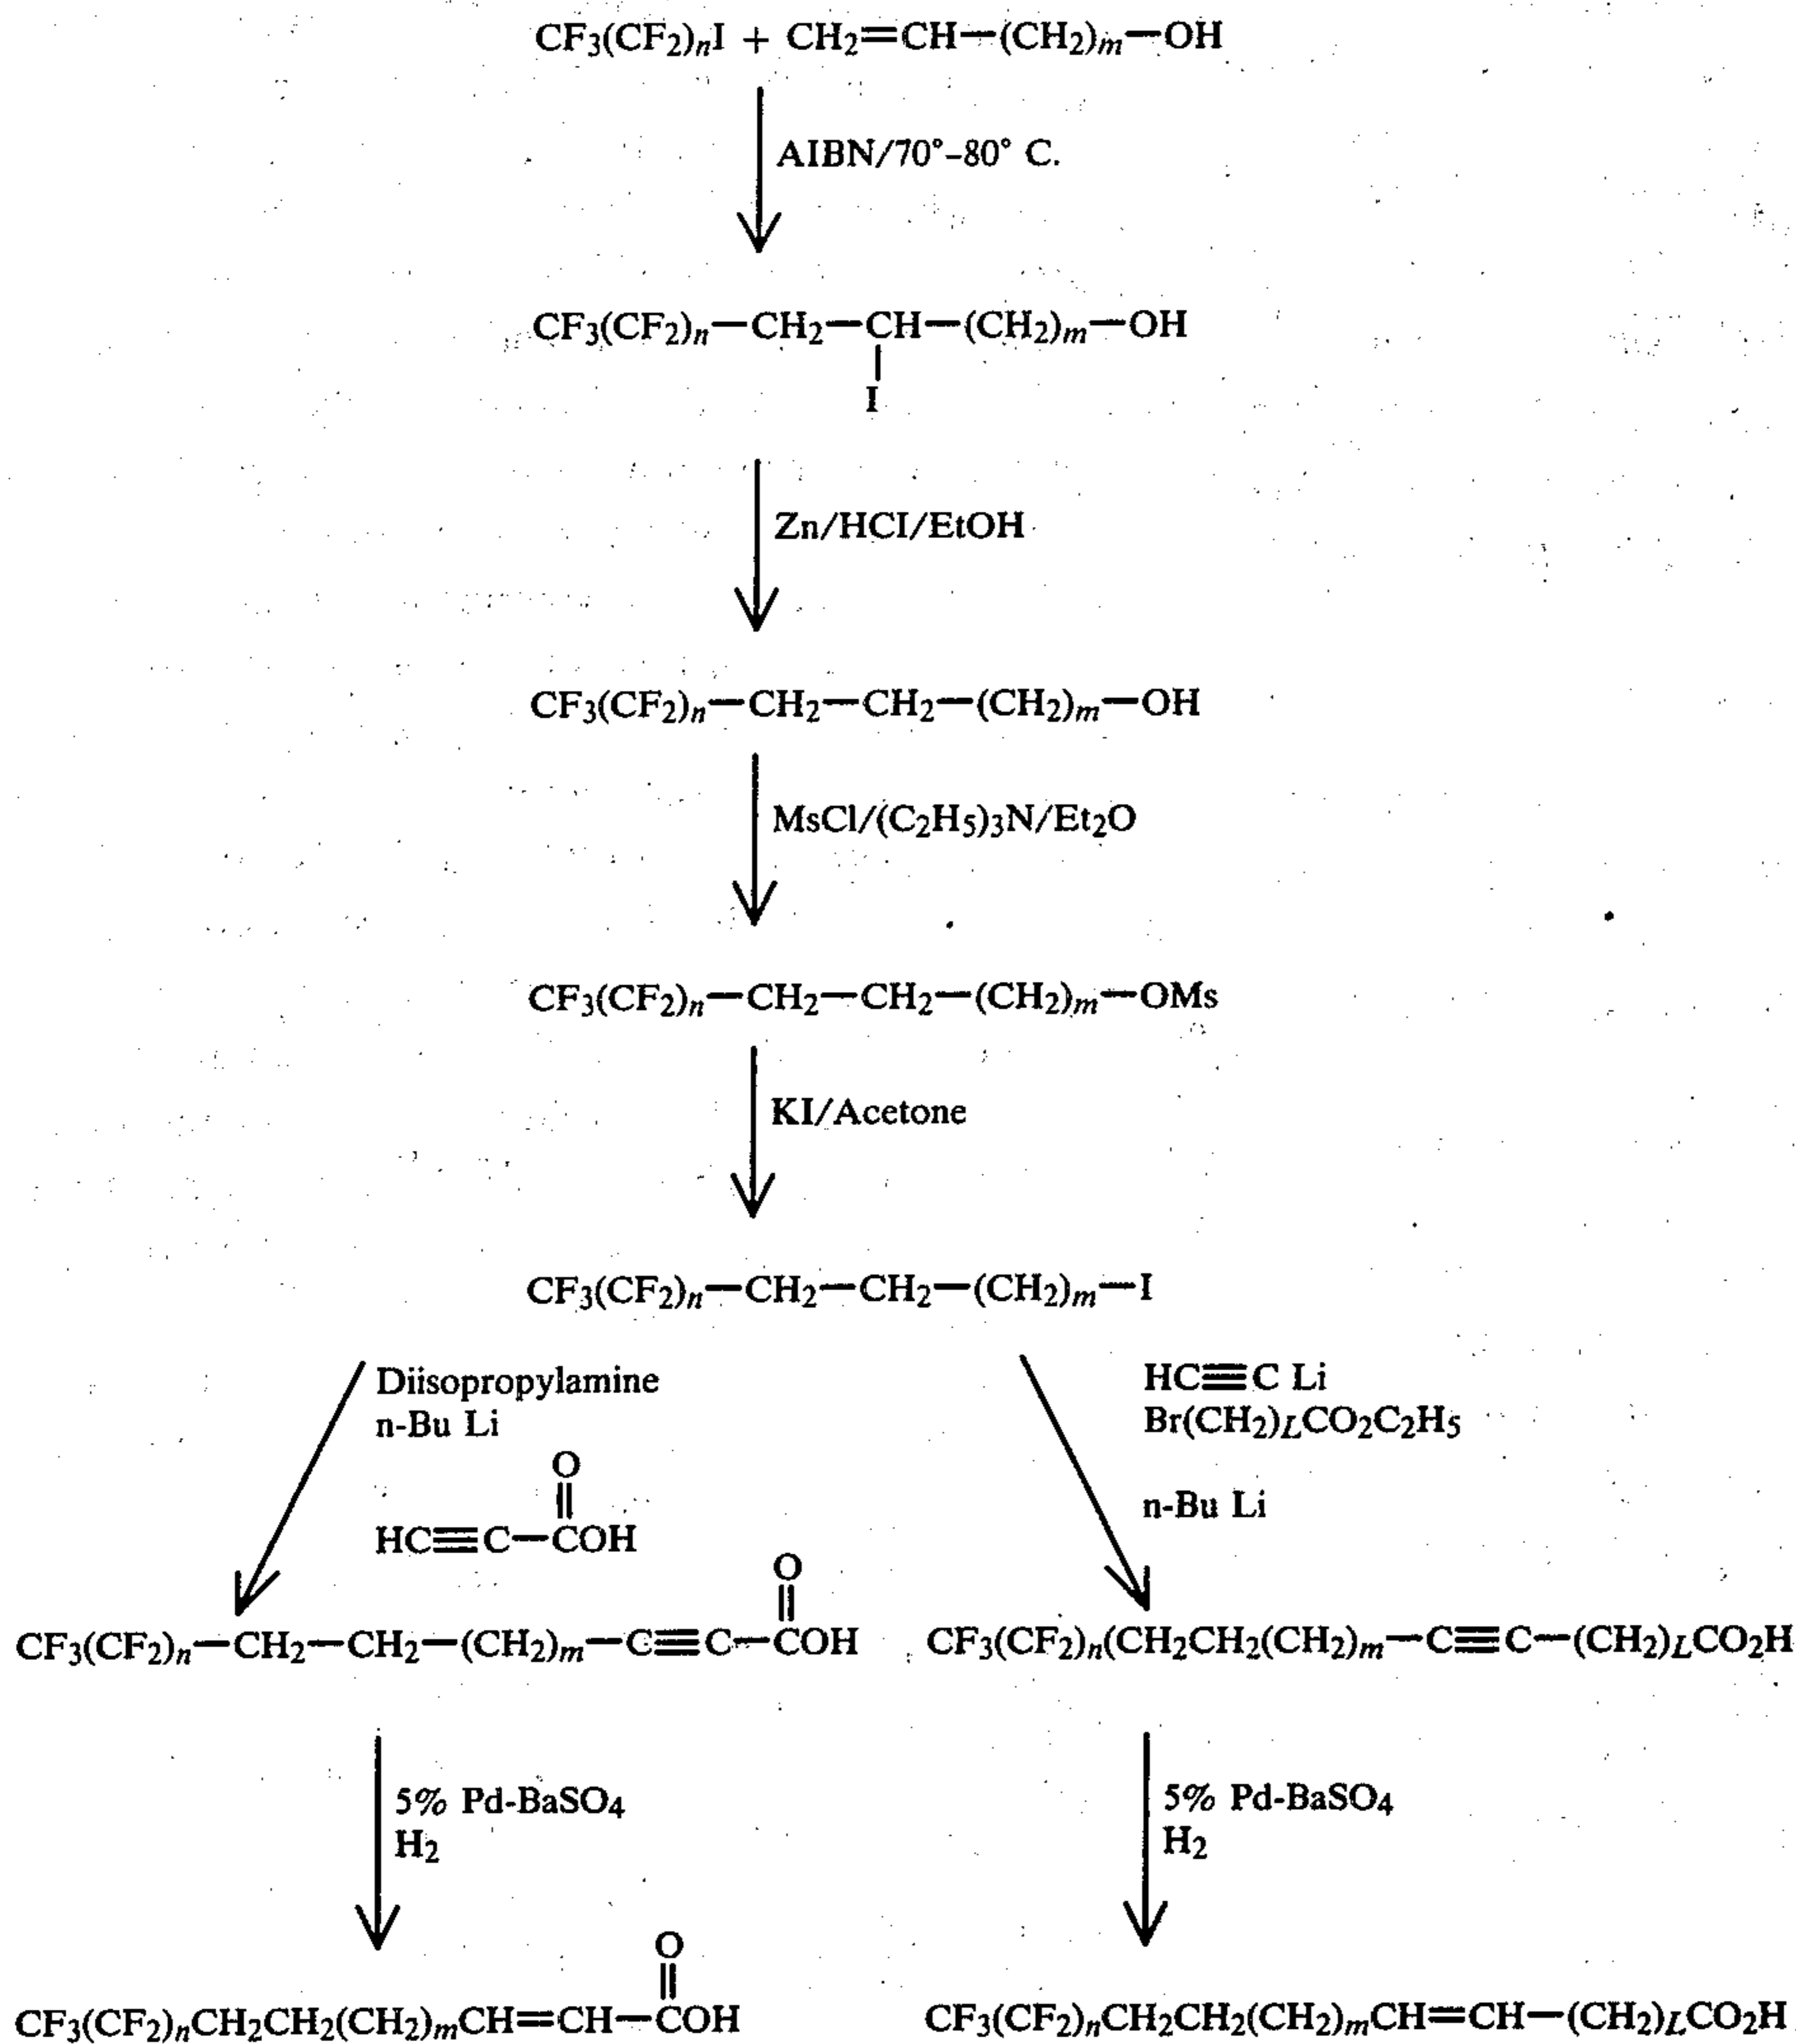 CF3(CF2)nI + CH2=CH—(CH2)m—OH
AIBN/70°-80° C.
CF3(CF2)n—CH2—CH—(CH2)m—OH
I
Zn/HCl/EtOH
CF3(CF2)n—CH2—CH2—(CH2)m—OH
MsCl/(C2H5)3N/Et2O
CF3(CF2)n—CH2—CH2—(CH2)m—OMs
KI/Acetone
CF3(CF2)n—CH2—CH2—(CH2)m—I
Diisopropylamine
n-Bu Li
O
HC≡C—COH
HC≡C Li
Br(CH2)LCO2C2H5
n-Bu Li
O
CF3(CF2)n—CH2—CH2—(CH2)m—C≡C—COH
CF3(CF2)n(CH2CH2(CH2)m—C≡C—(CH2)LCO2H
5% Pd-BaSO4
H2
5% Pd-BaSO4
H2
O
CF3(CF2)nCH2CH2(CH2)mCH=CH—COH
CF3(CF2)nCH2CH2(CH2)mCH=CH—(CH2)LCO2H